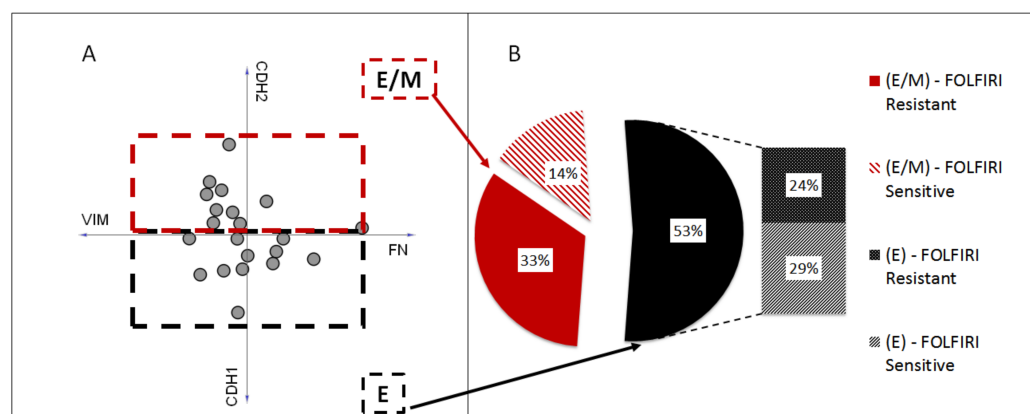 A
CDH2
VIM
FN
CDH1
E/M
E
B
14%
33%
53%
24%
29%
(E/M) - FOLFIRI
Resistant
(E/M) - FOLFIRI
Sensitive
(E) - FOLFIRI
Resistant
(E) - FOLFIRI
Sensitive